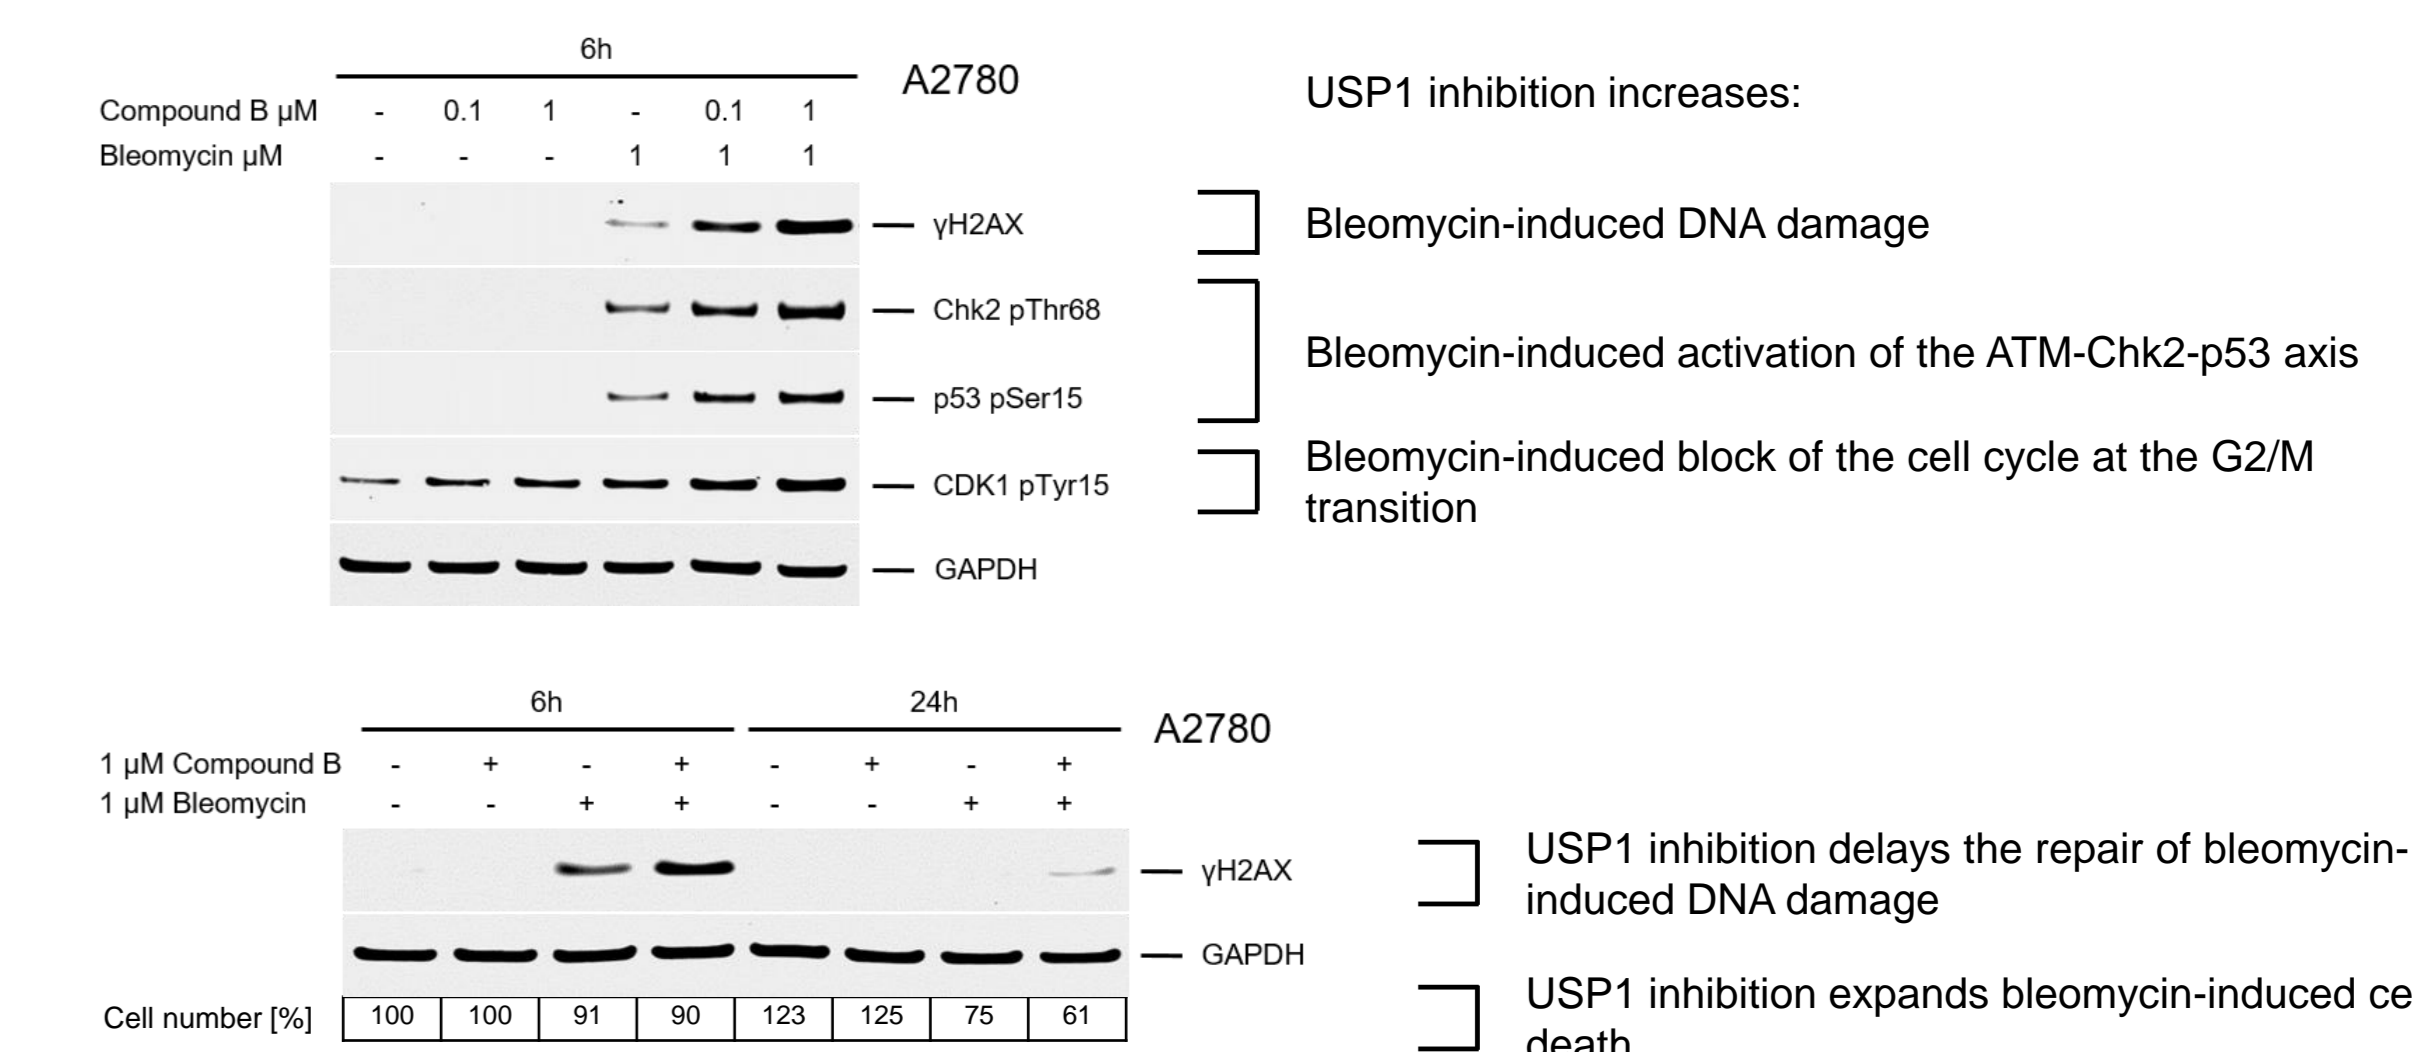 6h
A2780
Compound B µM - 0.1 1 - 0.1 1
Bleomycin µM - - - 1 1 1
USP1 inhibition increases:
γH2AX
Bleomycin-induced DNA damage
Chk2 pThr68
Bleomycin-induced activation of the ATM-Chk2-p53 axis
p53 pSer15
CDK1 pTyr15
Bleomycin-induced block of the cell cycle at the G2/M
transition
GAPDH
6h 24h
A2780
1 µM Compound B - + - + - + - +
1 µM Bleomycin - - + + - - + +
γH2AX
USP1 inhibition delays the repair of bleomycin-
induced DNA damage
GAPDH
Cell number [%] 100 100 91 90 123 125 75 61
USP1 inhibition expands bleomycin-induced ce
death